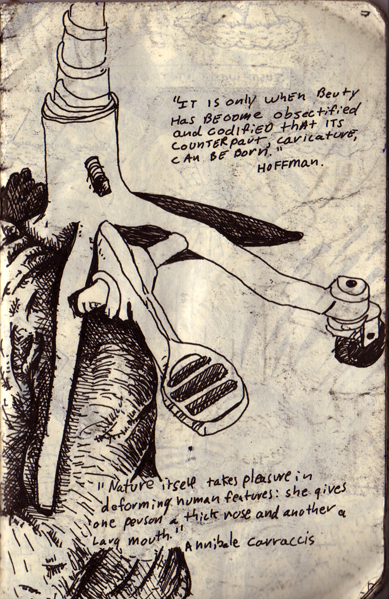 "IT is only when Beuty
Has Become obsectified
and codified that its
counterpaut, caricature,
can be born."
Hoffman.
"Nature itself takes pleasure in
deforming human features: she gives
one person a thick nose and another a
larg mouth."
Annibale Carraccis